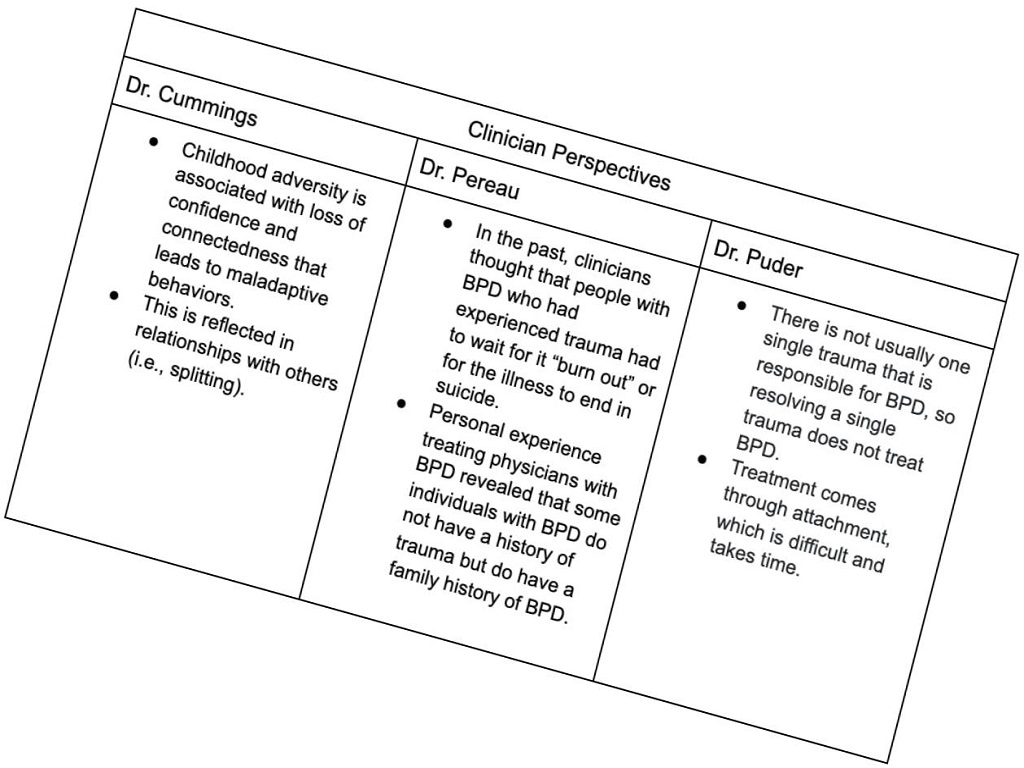 Clinician Perspectives
Dr. Cummings
● Childhood adversity is
associated with loss of
confidence and
connectedness that
leads to maladaptive
behaviors.
● This is reflected in
relationships with others
(i.e., splitting).
Dr. Pereau
● In the past, clinicians
thought that people with
BPD who had
experienced trauma had
to wait for it “burn out” or
for the illness to end in
suicide.
● Personal experience
treating physicians with
BPD revealed that some
individuals with BPD do
not have a history of
trauma but do have a
family history of BPD.
Dr. Puder
● There is not usually one
single trauma that is
responsible for BPD, so
resolving a single
trauma does not treat
BPD.
● Treatment comes
through attachment,
which is difficult and
takes time.